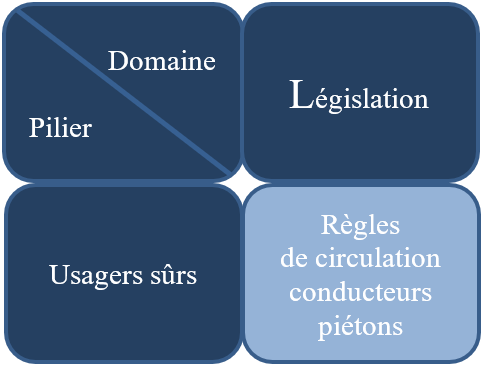 Domaine
Pilier
Législation
Usagers sûrs
Règles
de circulation
conducteurs
piétons